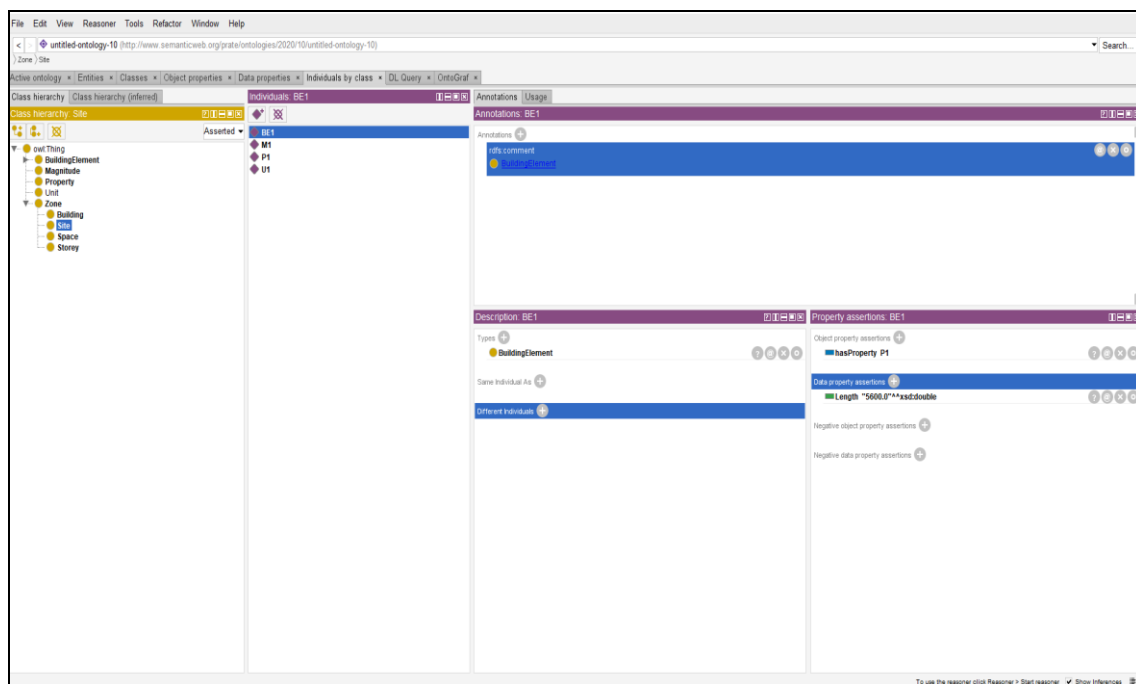 File Edit View Reasoner Tools Refactor Window Help
< > untitled-ontology-10 (http://www.semanticweb.org/prate/ontologies/2020/10/untitled-ontology-10) Search...
⟩Zone ⟩Site
Active ontology × Entities × Classes × Object properties × Data properties × Individuals by class × DL Query × OntoGraf ×
Class hierarchy Class hierarchy (inferred)
Class hierarchy: Site
Asserted
owl:Thing
BuildingElement
Magnitude
Property
Unit
Zone
Building
Site
Space
Storey
Individuals: BE1
BE1
M1
P1
U1
Annotations Usage
Annotations: BE1
Annotations
rdfs:comment
BuildingElement
Description: BE1
Types
BuildingElement
Same Individual As
Different Individuals
Property assertions: BE1
Object property assertions
hasProperty P1
Data property assertions
Length "5600.0"^^xsd:double
Negative object property assertions
Negative data property assertions
To use the reasoner click Reasoner > Start reasoner Show Inferences